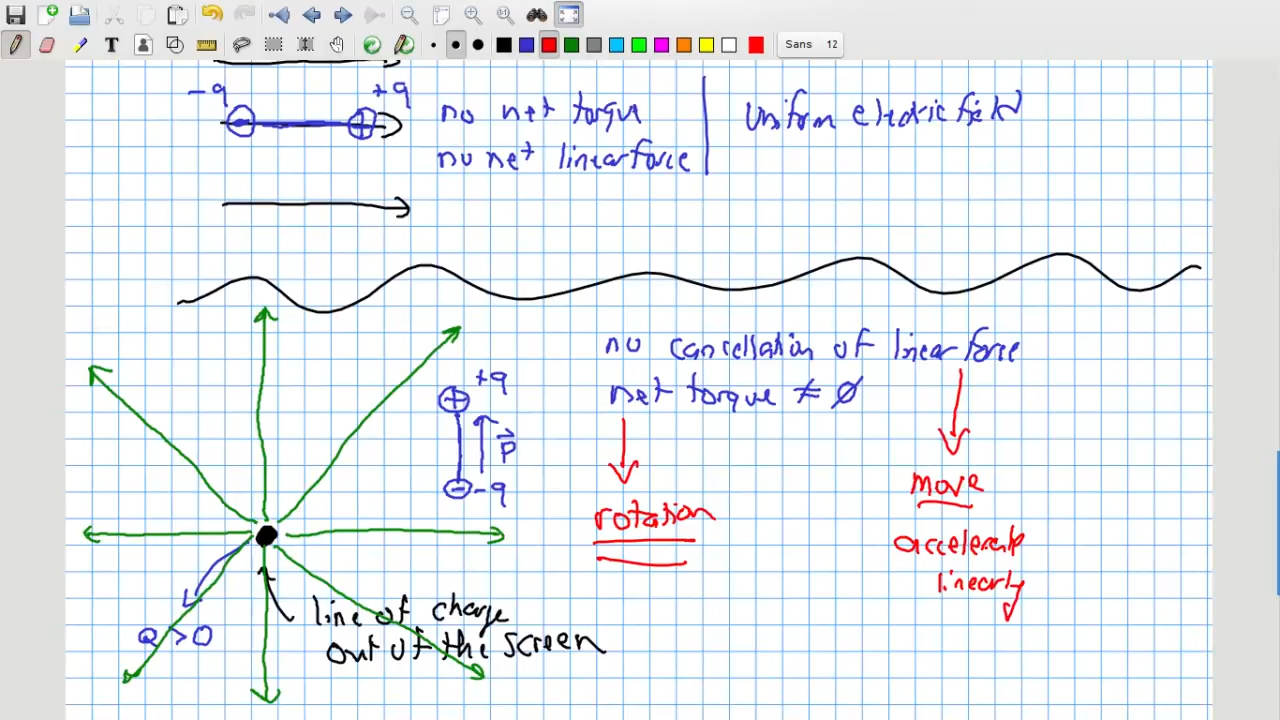 Sans 12
-q +q
no net torque
no net linear force
Uniform electric field
no cancellation of linear force
net torque ≠ 0
+q
p
-q
rotation
move
accelerate
linearly
line of charge
out of the screen
Q > 0